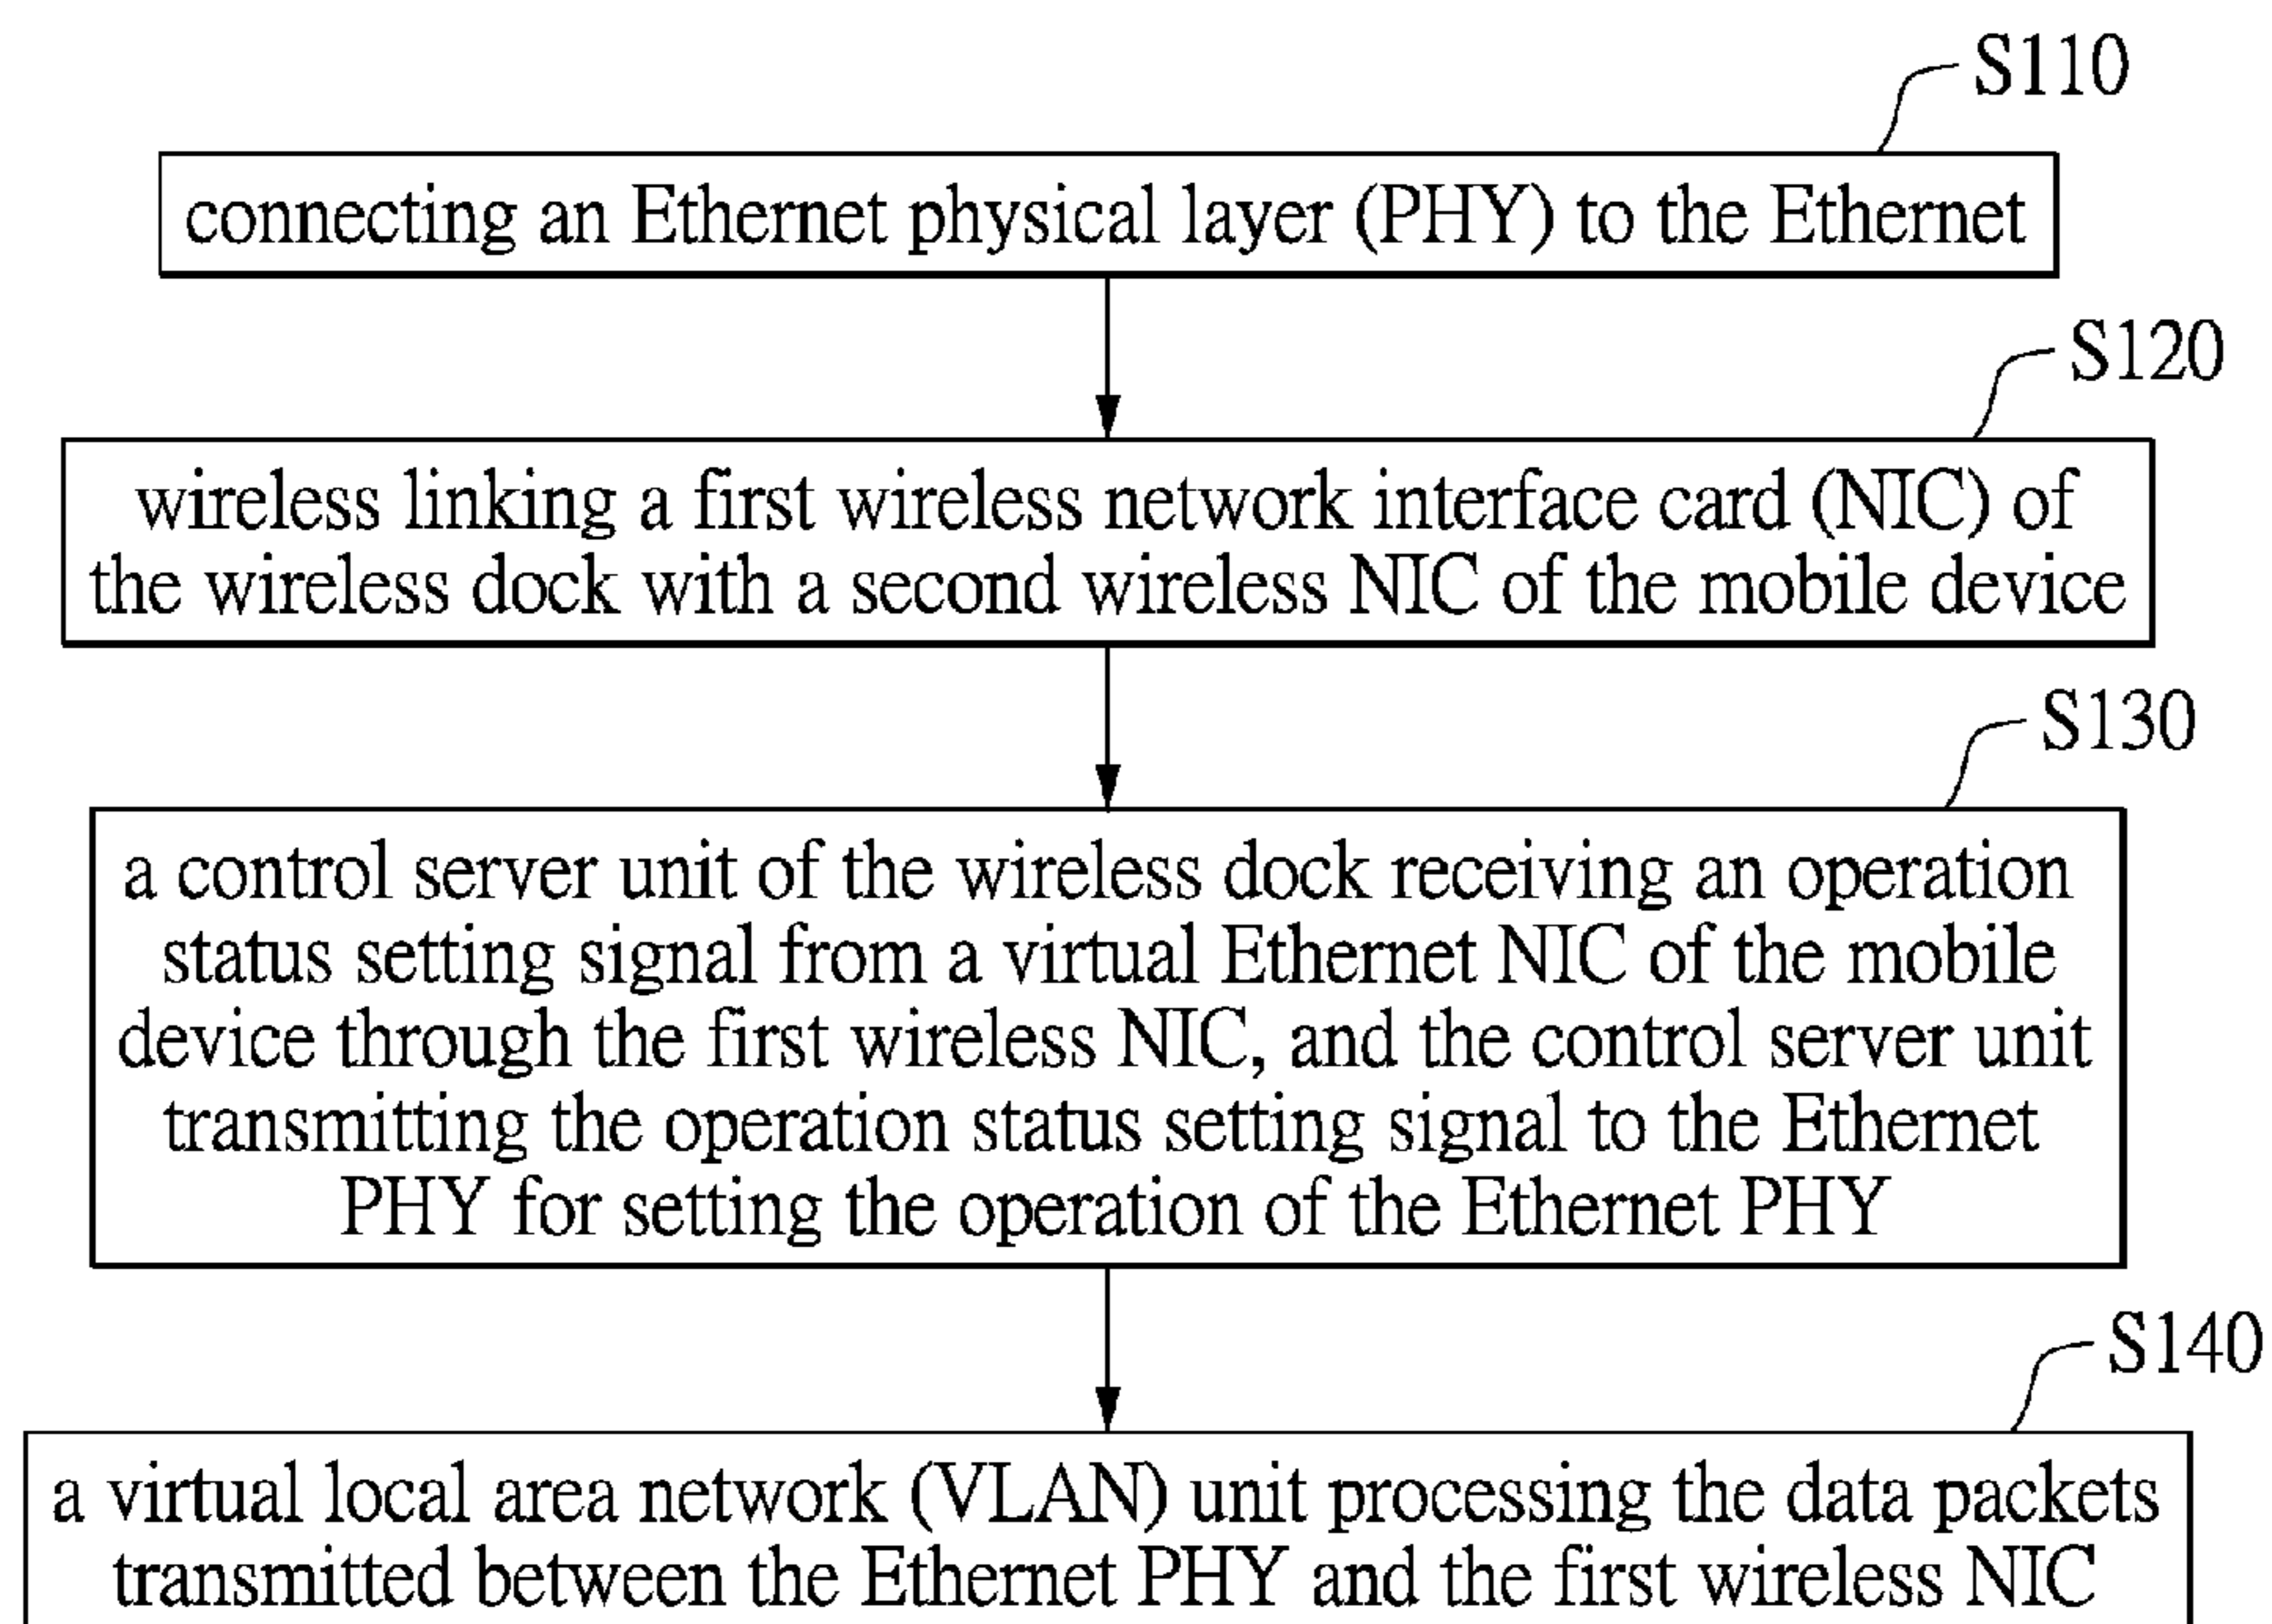 S110
connecting an Ethernet physical layer (PHY) to the Ethernet
S120
wireless linking a first wireless network interface card (NIC) of
the wireless dock with a second wireless NIC of the mobile device
S130
a control server unit of the wireless dock receiving an operation
status setting signal from a virtual Ethernet NIC of the mobile
device through the first wireless NIC, and the control server unit
transmitting the operation status setting signal to the Ethernet
PHY for setting the operation of the Ethernet PHY
S140
a virtual local area network (VLAN) unit processing the data packets
transmitted between the Ethernet PHY and the first wireless NIC